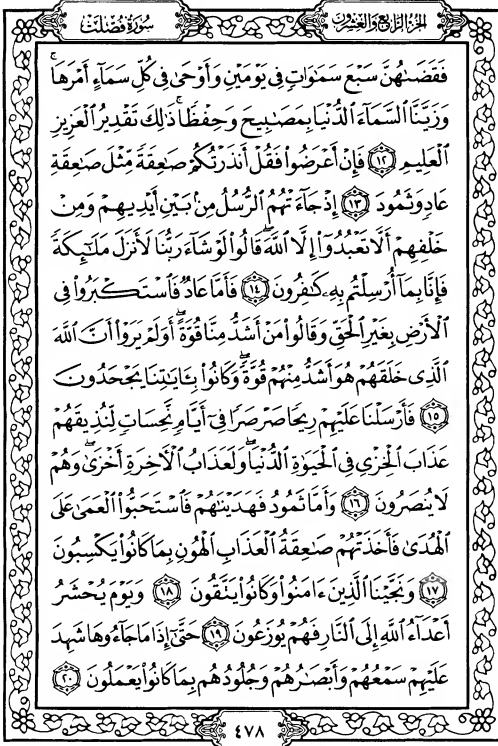 الجزء الرابع والعشرون
سورة فصلت
فَقَضَىٰهُنَّ سَبْعَ سَمَٰوَاتٍ فِى يَوْمَيْنِ وَأَوْحَىٰ فِى كُلِّ سَمَآءٍ أَمْرَهَا ۚ
وَزَيَّنَّا ٱلسَّمَآءَ ٱلدُّنْيَا بِمَصَٰبِيحَ وَحِفْظًا ۚ ذَٰلِكَ تَقْدِيرُ ٱلْعَزِيزِ
ٱلْعَلِيمِ ١٢ فَإِنْ أَعْرَضُوا۟ فَقُلْ أَنذَرْتُكُمْ صَٰعِقَةً مِّثْلَ صَٰعِقَةِ
عَادٍ وَثَمُودَ ١٣ إِذْ جَآءَتْهُمُ ٱلرُّسُلُ مِنۢ بَيْنِ أَيْدِيهِمْ وَمِنْ
خَلْفِهِمْ أَلَّا تَعْبُدُوٓا۟ إِلَّا ٱللَّهَ ۖ قَالُوا۟ لَوْ شَآءَ رَبُّنَا لَأَنزَلَ مَلَٰٓئِكَةً
فَإِنَّا بِمَآ أُرْسِلْتُم بِهِۦ كَٰفِرُونَ ١٤ فَأَمَّا عَادٌ فَٱسْتَكْبَرُوا۟ فِى
ٱلْأَرْضِ بِغَيْرِ ٱلْحَقِّ وَقَالُوا۟ مَنْ أَشَدُّ مِنَّا قُوَّةً ۖ أَوَلَمْ يَرَوْا۟ أَنَّ ٱللَّهَ
ٱلَّذِى خَلَقَهُمْ هُوَ أَشَدُّ مِنْهُمْ قُوَّةً ۖ وَكَانُوا۟ بِـَٔايَٰتِنَا يَجْحَدُونَ
١٥ فَأَرْسَلْنَا عَلَيْهِمْ رِيحًا صَرْصَرًا فِىٓ أَيَّامٍ نَّحِسَاتٍ لِّنُذِيقَهُمْ
عَذَابَ ٱلْخِزْىِ فِى ٱلْحَيَوٰةِ ٱلدُّنْيَا ۖ وَلَعَذَابُ ٱلْأَخِرَةِ أَخْزَىٰ ۖ وَهُمْ
لَا يُنصَرُونَ ١٦ وَأَمَّا ثَمُودُ فَهَدَيْنَٰهُمْ فَٱسْتَحَبُّوا۟ ٱلْعَمَىٰ عَلَى
ٱلْهُدَىٰ فَأَخَذَتْهُمْ صَٰعِقَةُ ٱلْعَذَابِ ٱلْهُونِ بِمَا كَانُوا۟ يَكْسِبُونَ
١٧ وَنَجَّيْنَا ٱلَّذِينَ ءَامَنُوا۟ وَكَانُوا۟ يَتَّقُونَ ١٨ وَيَوْمَ يُحْشَرُ
أَعْدَآءُ ٱللَّهِ إِلَى ٱلنَّارِ فَهُمْ يُوزَعُونَ ١٩ حَتَّىٰٓ إِذَا مَا جَآءُوهَا شَهِدَ
عَلَيْهِمْ سَمْعُهُمْ وَأَبْصَٰرُهُمْ وَجُلُودُهُم بِمَا كَانُوا۟ يَعْمَلُونَ ٢٠
٤٧٨